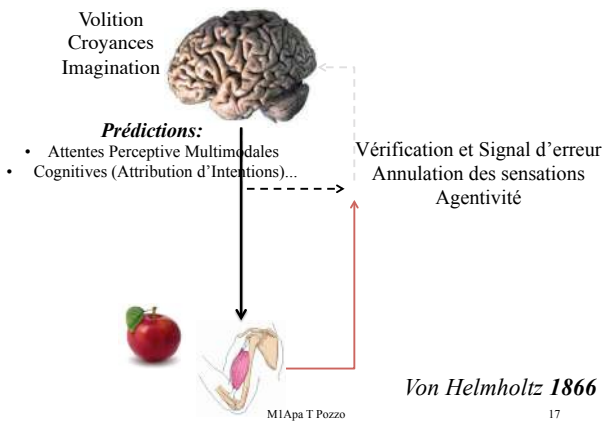 Volition
Croyances
Imagination
Prédictions:
• Attentes Perceptive Multimodales
• Cognitives (Attribution d'Intentions)...
Vérification et Signal d'erreur
Annulation des sensations
Agentivité
Von Helmholtz 1866
M1Apa T Pozzo
17